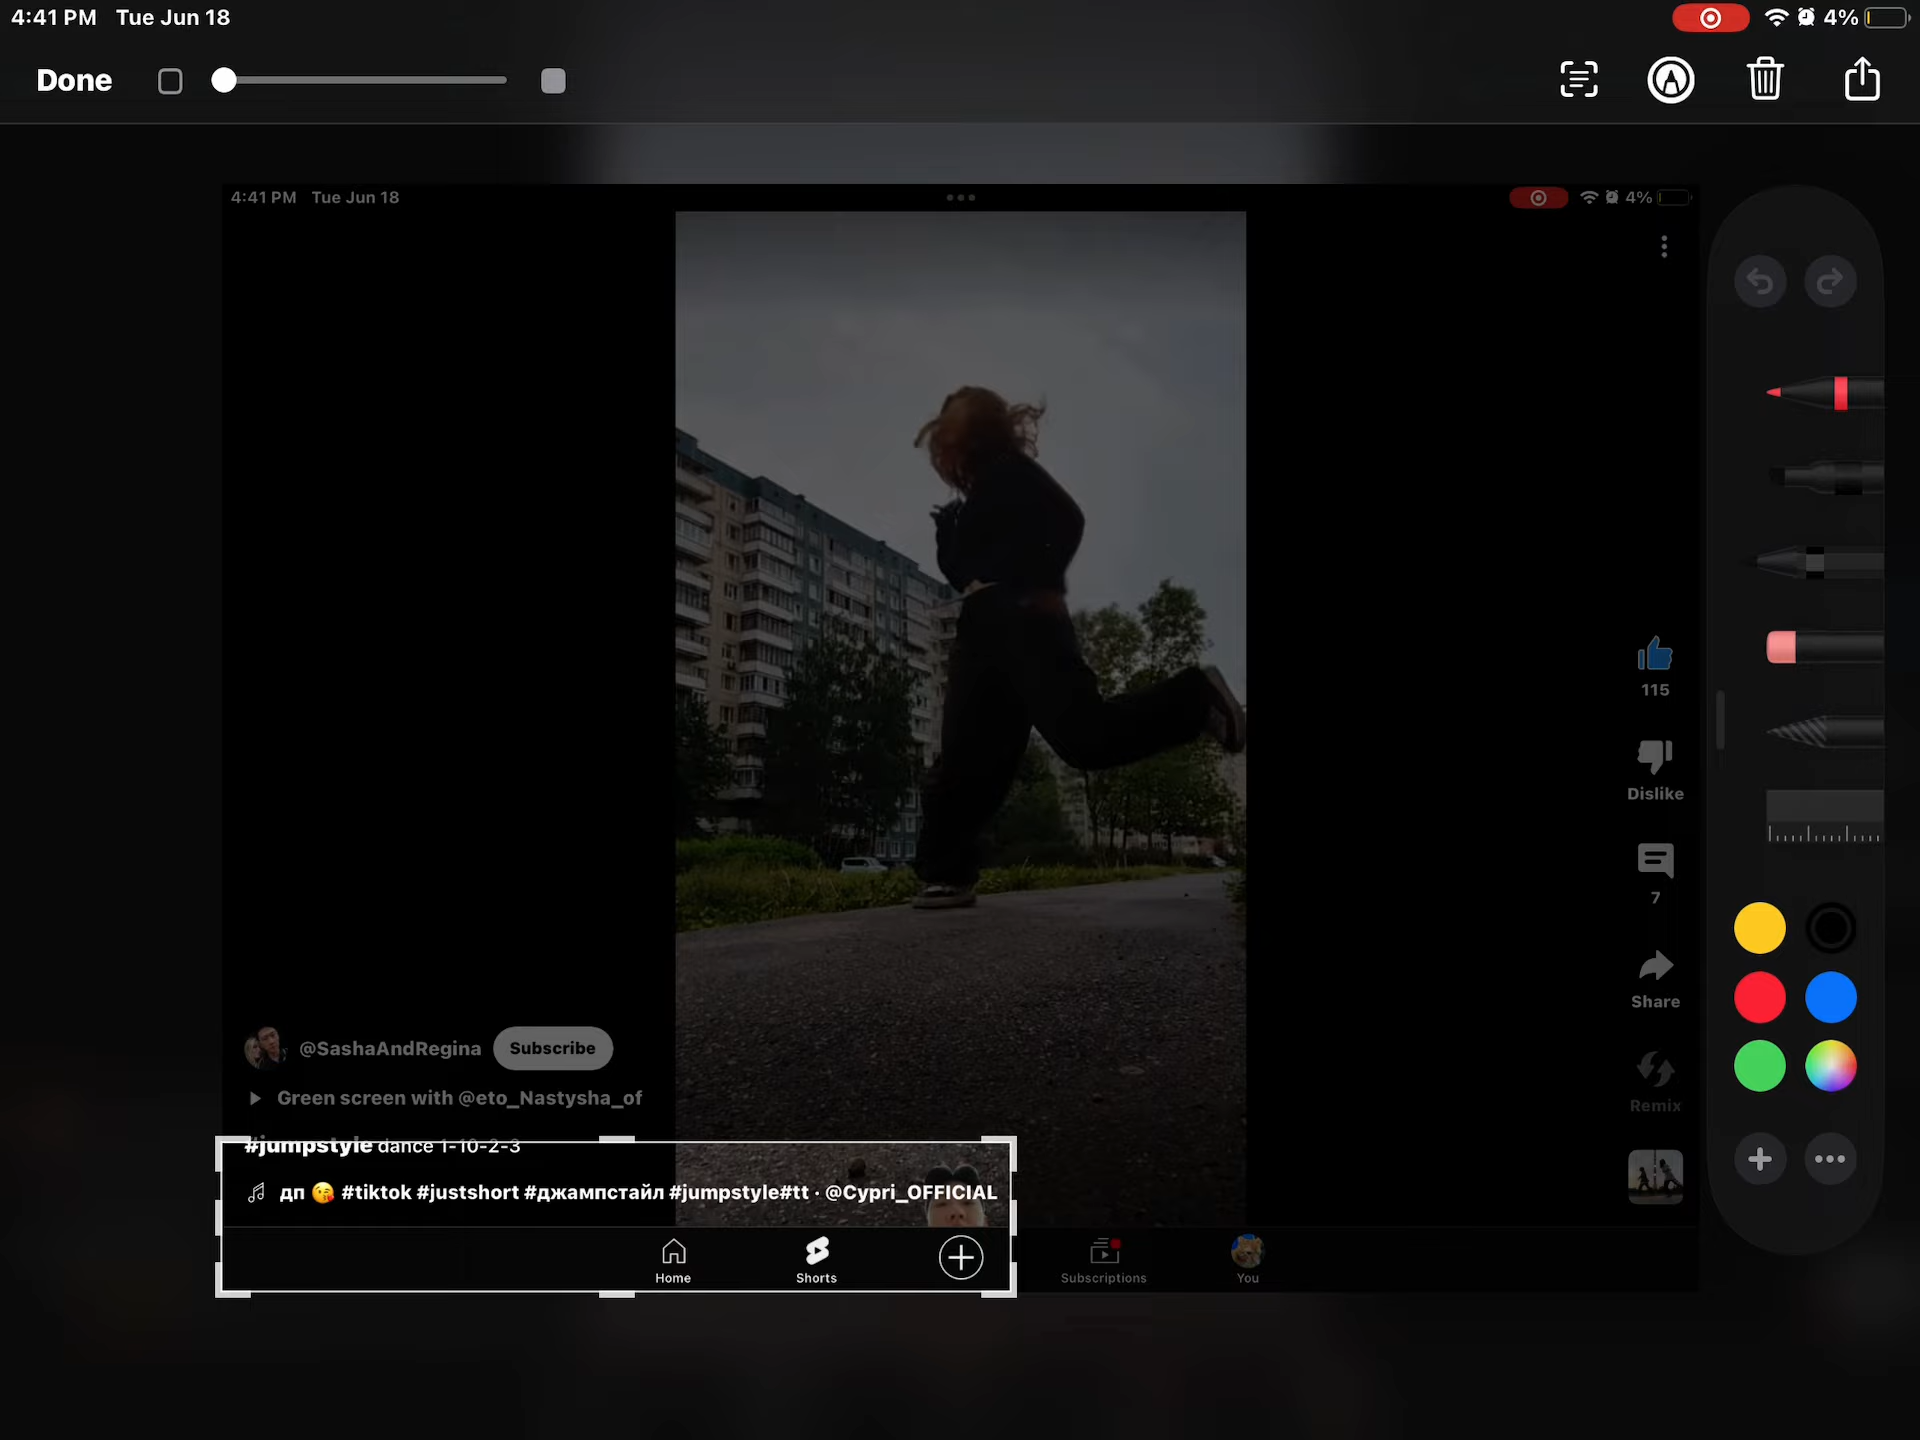 4:41 PM Tue Jun 18
4%
Done
4:41 PM Tue Jun 18
4%
115
Dislike
7
Share
Remix
@SashaAndRegina Subscribe
Green screen with @eto_Nastysha_of
#jumpstyle dance 1-10-2-3
дп 😘 #tiktok #justshort #джампстайл #jumpstyle#tt · @Cypri_OFFICIAL
Home
Shorts
Subscriptions
You